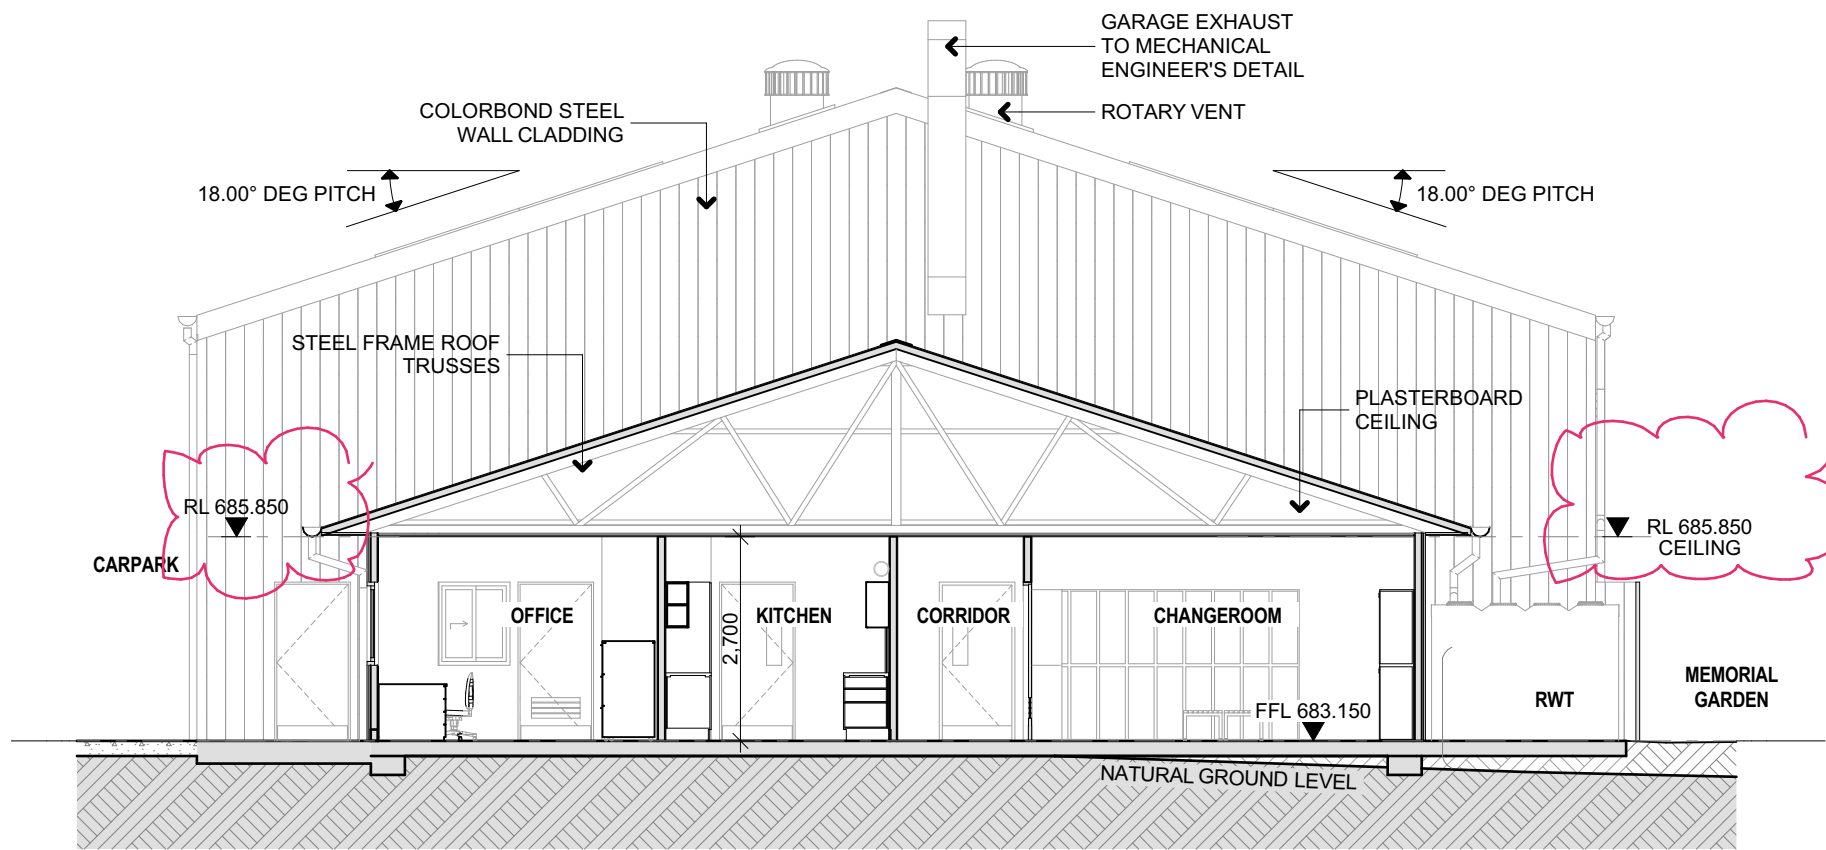 GARAGE EXHAUST
TO MECHANICAL
ENGINEER'S DETAIL
COLORBOND STEEL
WALL CLADDING
ROTARY VENT
18.00° DEG PITCH
18.00° DEG PITCH
STEEL FRAME ROOF
TRUSSES
PLASTERBOARD
CEILING
RL 685.850
RL 685.850
CEILING
CARPARK
OFFICE
KITCHEN
CORRIDOR
CHANGEROOM
2,700
MEMORIAL
GARDEN
RWT
FFL 683.150
NATURAL GROUND LEVEL